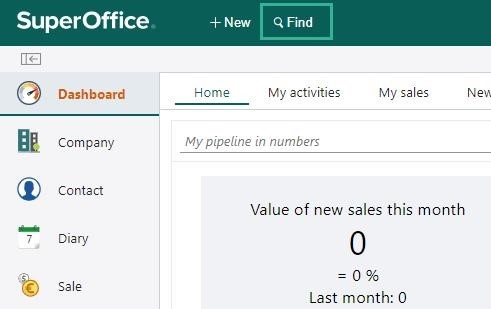 SuperOffice.
+ New
Find
Dashboard
Company
Contact
7
Diary
Sale
Home
My activities
My sales
New
My pipeline in numbers
Value of new sales this month
0
= 0 %
Last month: 0